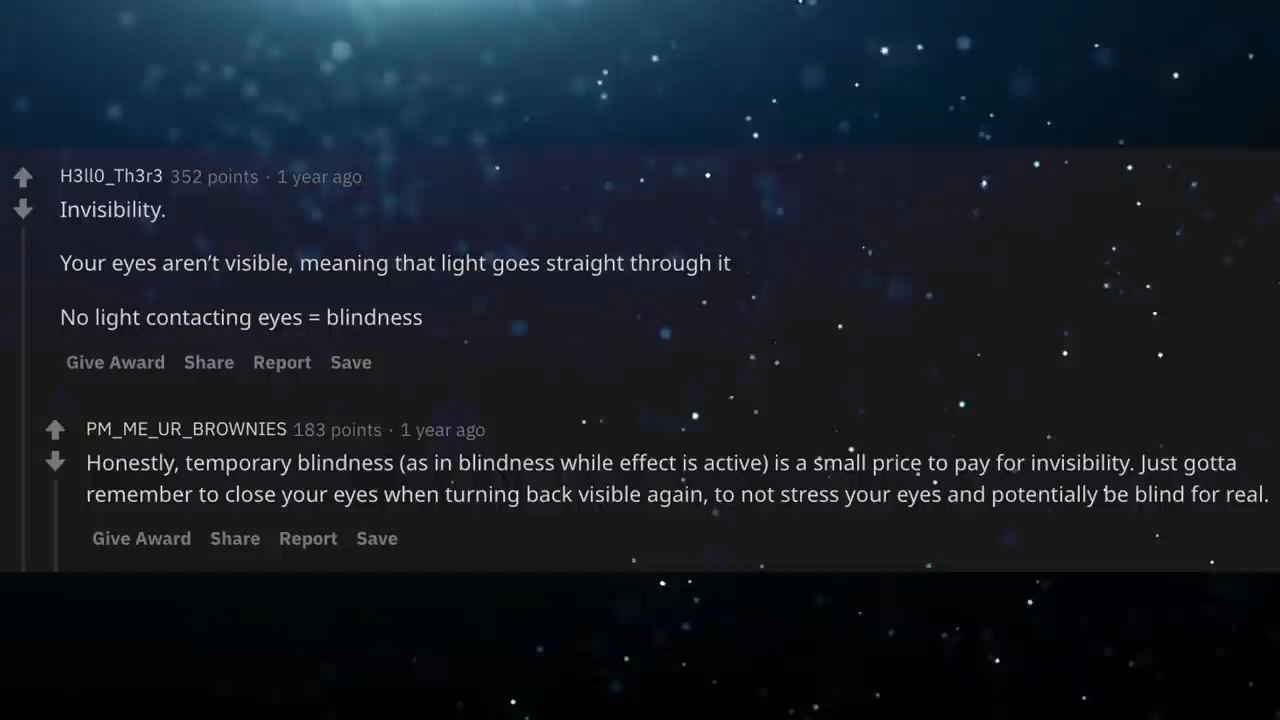 H3ll0_Th3r3 352 points · 1 year ago
Invisibility.
Your eyes aren’t visible, meaning that light goes straight through it
No light contacting eyes = blindness
Give Award Share Report Save
PM_ME_UR_BROWNIES 183 points · 1 year ago
Honestly, temporary blindness (as in blindness while effect is active) is a small price to pay for invisibility. Just gotta
remember to close your eyes when turning back visible again, to not stress your eyes and potentially be blind for real.
Give Award Share Report Save